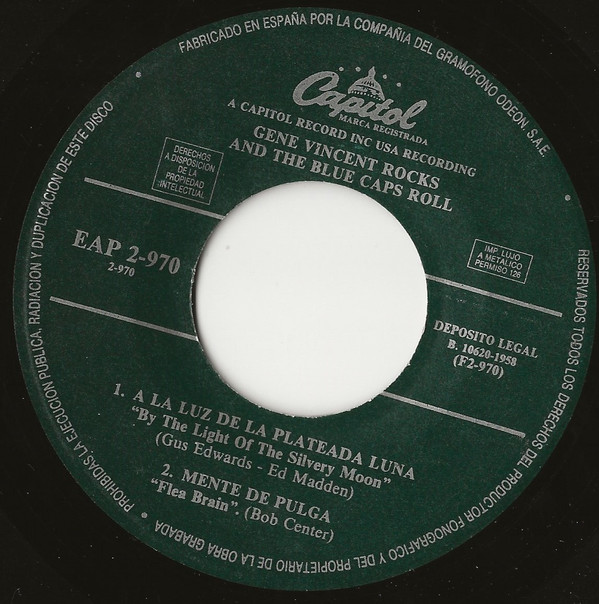 FABRICADO EN ESPAÑA POR LA COMPAÑIA DEL GRAMOFONO ODEON S.A.E.
Capitol
MARCA REGISTRADA
A CAPITOL RECORD INC USA RECORDING
GENE VINCENT ROCKS
AND THE BLUE CAPS ROLL
DERECHOS
A DISPOSICION
DE LA
PROPIEDAD
INTELECTUAL
EAP 2-970
2-970
IMP. LUJO
A METALICO
PERMISO 126
DEPOSITO LEGAL
B. 10620-1958
(F2-970)
1. A LA LUZ DE LA PLATEADA LUNA
"By The Light Of The Silvery Moon"
(Gus Edwards - Ed Madden)
2. MENTE DE PULGA
"Flea Brain". (Bob Center)
RESERVADOS TODOS LOS DERECHOS DEL PRODUCTOR FONOGRAFICO Y DEL PROPIETARIO DE LA OBRA GRABADA
PROHIBIDAS LA EJECUCION PUBLICA, RADIACION Y DUPLICACION DE ESTE DISCO